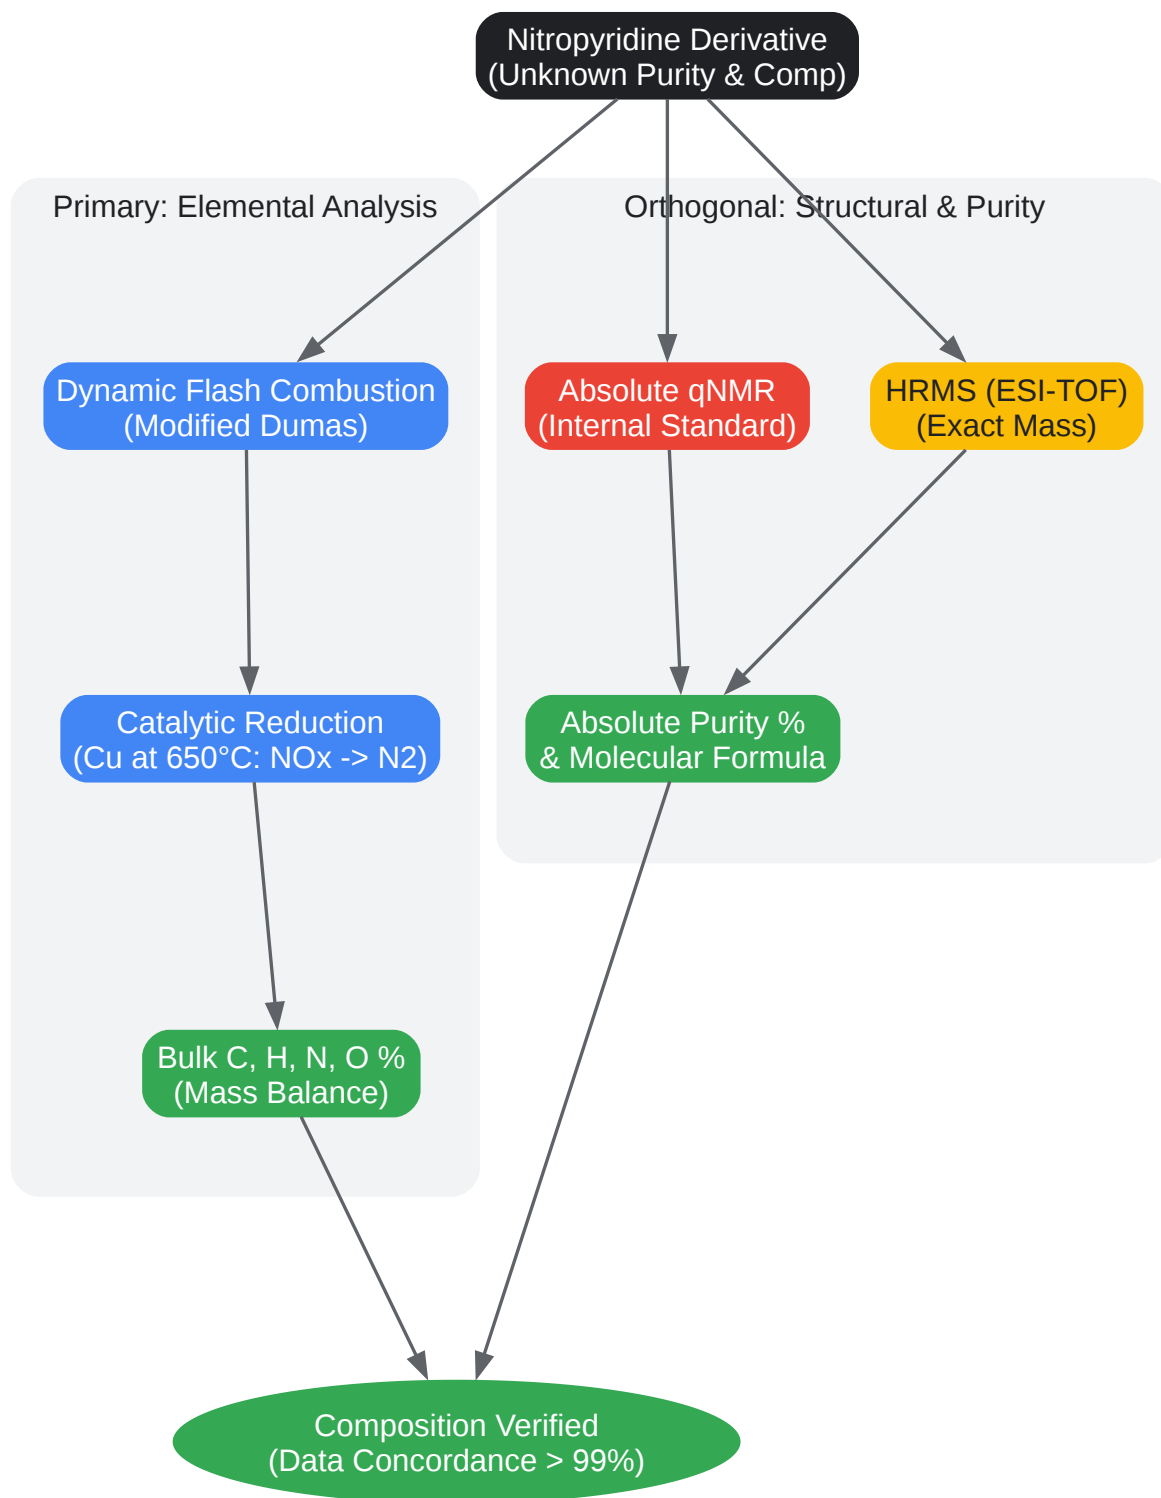 Nitropyridine Derivative
(Unknown Purity & Comp)
Primary: Elemental Analysis
Orthogonal: Structural & Purity
Dynamic Flash Combustion
(Modified Dumas)
Absolute qNMR
(Internal Standard)
HRMS (ESI-TOF)
(Exact Mass)
Catalytic Reduction
(Cu at 650°C: NOx -> N2)
Absolute Purity %
& Molecular Formula
Bulk C, H, N, O %
(Mass Balance)
Composition Verified
(Data Concordance > 99%)